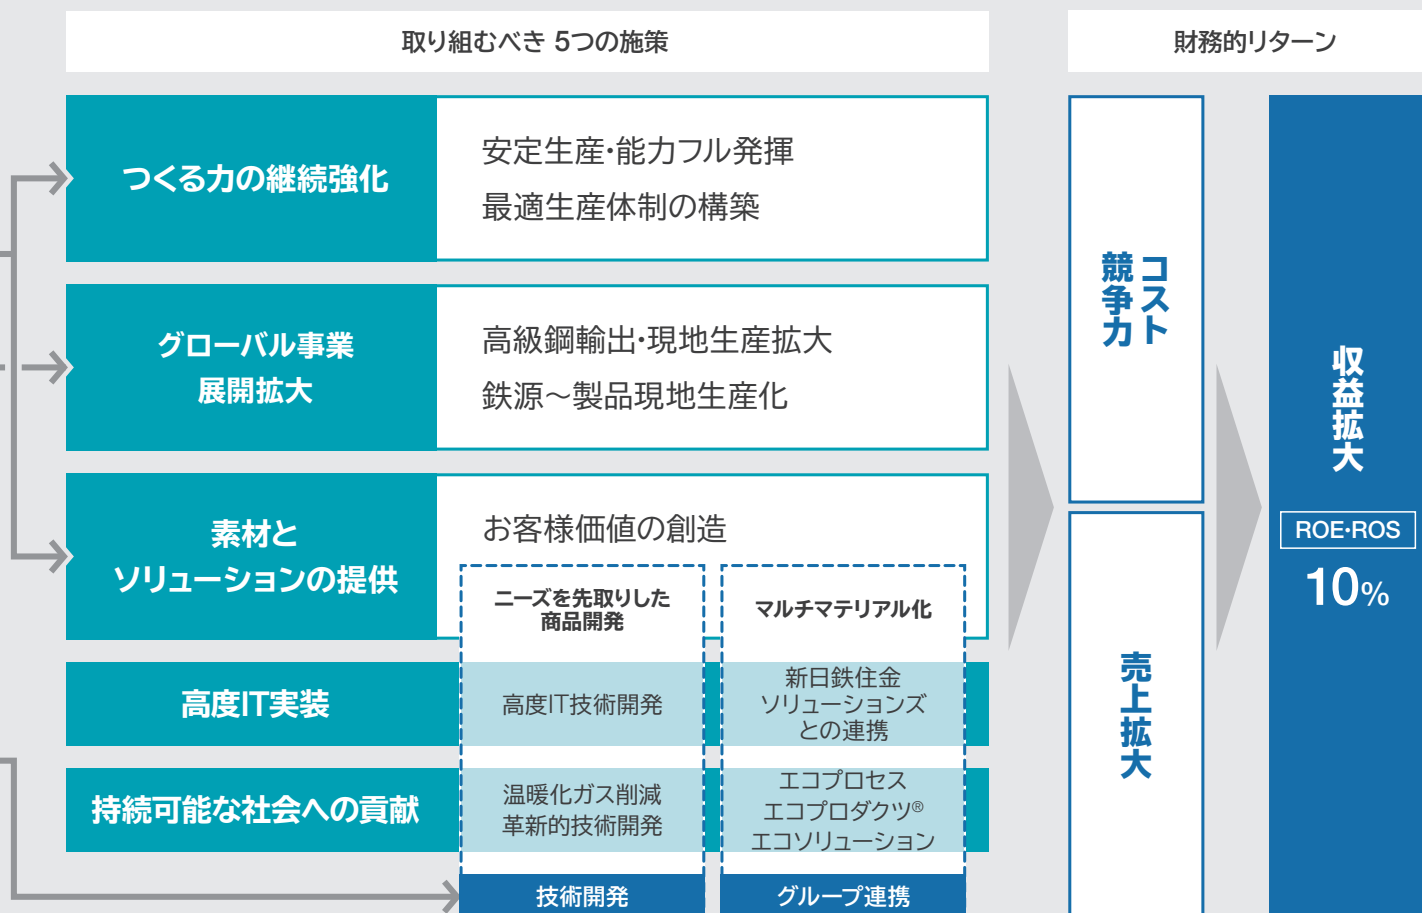 取り組むべき 5つの施策
財務的リターン
つくる力の継続強化
安定生産・能力フル発揮
最適生産体制の構築
グローバル事業
展開拡大
高級鋼輸出・現地生産拡大
鉄源～製品現地生産化
素材と
ソリューションの提供
お客様価値の創造
ニーズを先取りした
商品開発
マルチマテリアル化
高度IT実装
高度IT技術開発
新日鉄住金
ソリューションズ
との連携
持続可能な社会への貢献
温暖化ガス削減
革新的技術開発
エコプロセス
エコプロダクツ®
エコソリューション
技術開発
グループ連携
コスト
競争力
売上拡大
収益拡大
ROE・ROS
10%